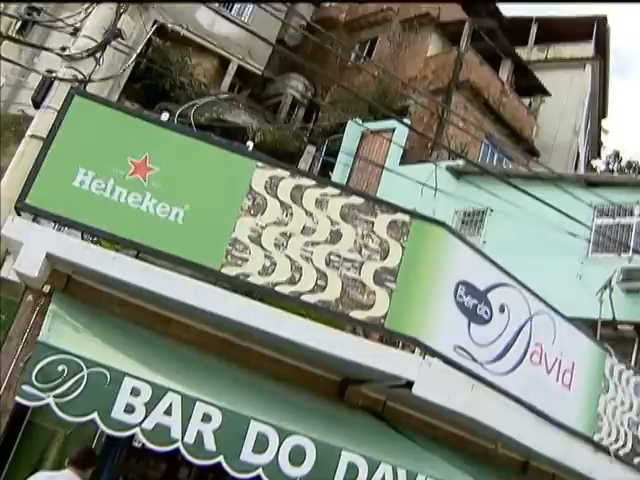 Heineken
Bar do
David
D
BAR DO DAV